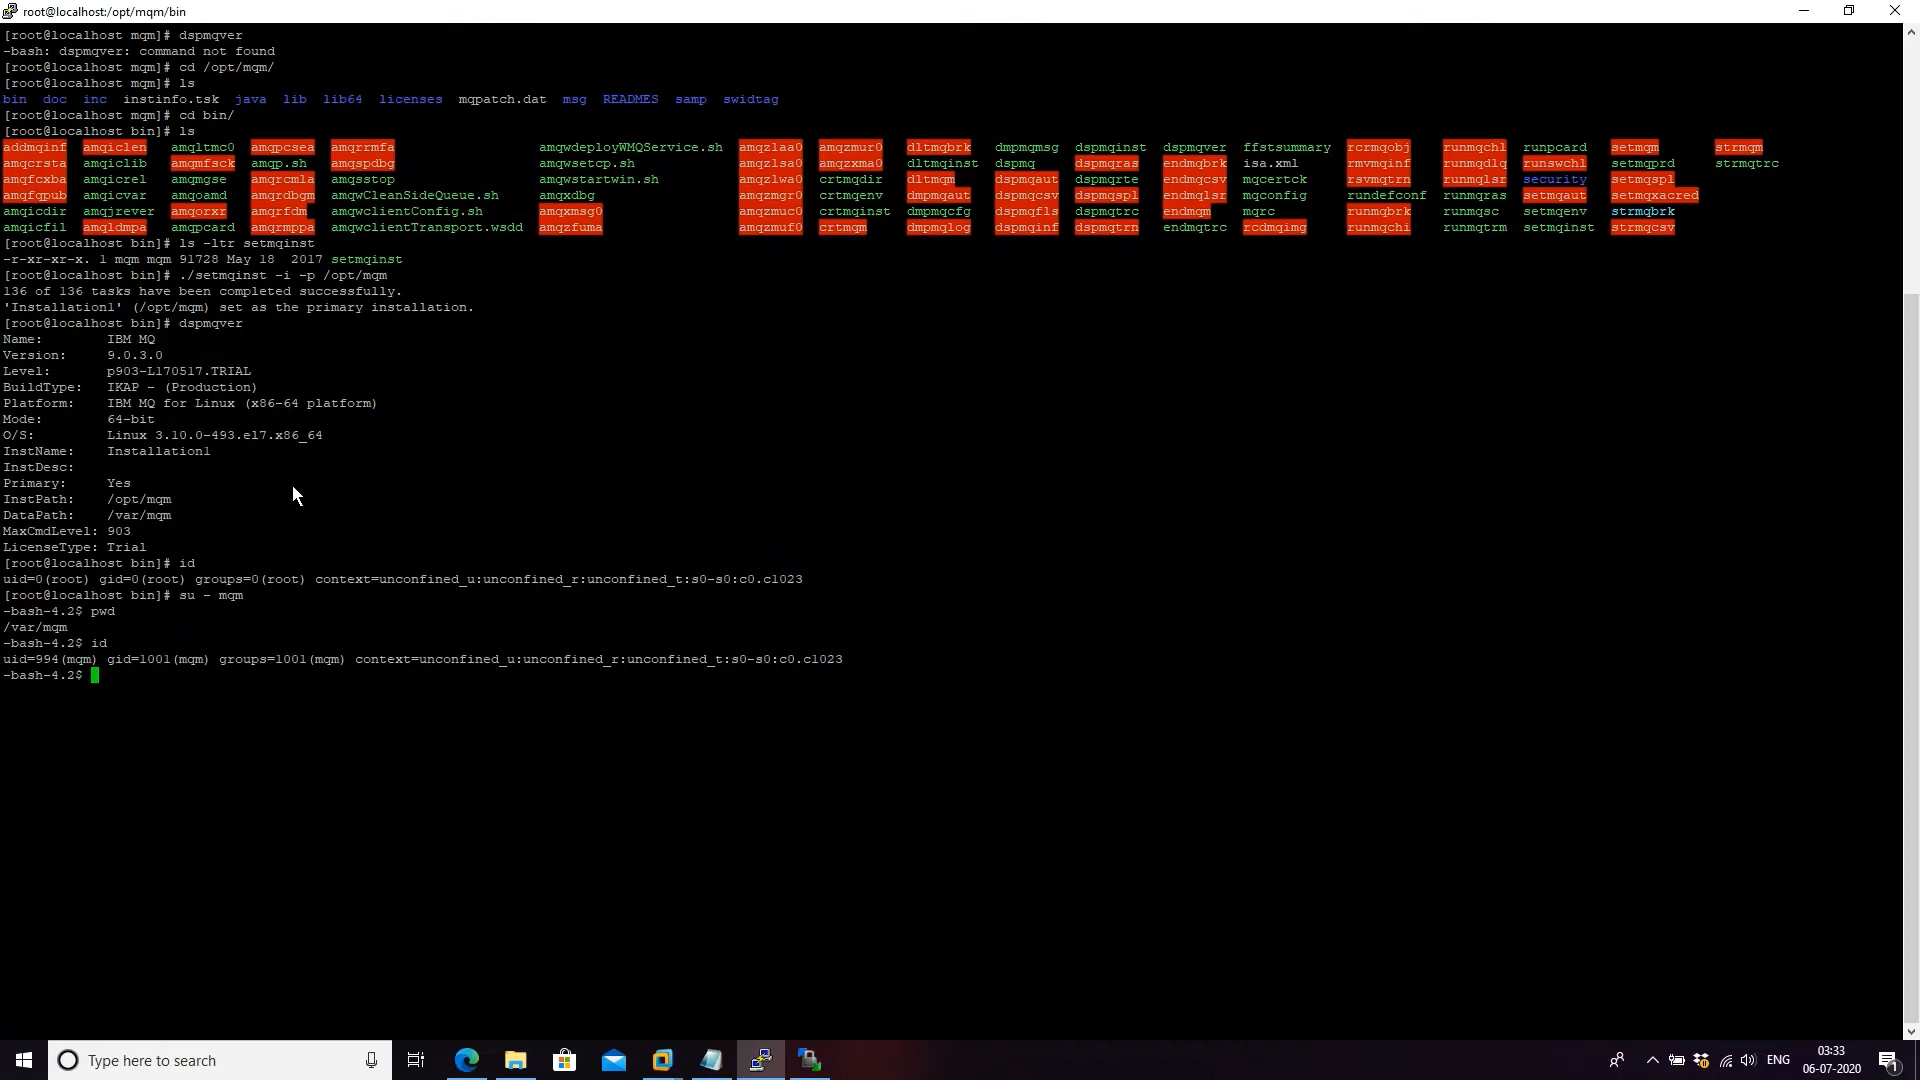 root@localhost:/opt/mqm/bin
[root@localhost mqm]# dspmqver
-bash: dspmqver: command not found
[root@localhost mqm]# cd /opt/mqm/
[root@localhost mqm]# ls
bin doc inc instinfo.tsk java lib lib64 licenses mqpatch.dat msg READMES samp swidtag
[root@localhost mqm]# cd bin/
[root@localhost bin]# ls
addmqinf amqiclen amqltmc0 amqpcsea amqrrmfa amqwdeployWMQService.sh amqzlaa0 amqzmur0 dltmqbrk dmpmqmsg dspmqinst dspmqver ffstsummary rcrmqobj runmqchl runpcard setmqm strmqm
amqcrsta amqiclib amqmfsck amqp.sh amqspdbg amqwsetcp.sh amqzlsa0 amqzxma0 dltmqinst dspmq dspmqras endmqbrk isa.xml rmvmqinf runmqdlq runswchl setmqprd strmqtrc
amqfcxba amqicrel amqmgse amqrcmla amqsstop amqwstartwin.sh amqzlwa0 crtmqdir dltmqm dspmqaut dspmqrte endmqcsv mqcertck rsvmqtrn runmqlsr security setmqspl
amqfqpub amqicvar amqoamd amqrdbgm amqwCleanSideQueue.sh amqxdbg amqzmgr0 crtmqenv dmpmqaut dspmqcsv dspmqspl endmqlsr mqconfig rundefconf runmqras setmqaut setmqxacred
amqicdir amqjrever amqorxr amqrfdm amqwclientConfig.sh amqxmsg0 amqzmuc0 crtmqinst dmpmqcfg dspmqfls dspmqtrc endmqm mqrc runmqbrk runmqsc setmqenv strmqbrk
amqicfil amqldmpa amqpcard amqrmppa amqwclientTransport.wsdd amqzfuma amqzmuf0 crtmqm dmpmqlog dspmqinf dspmqtrn endmqtrc rcdmqimg runmqchi runmqtrm setmqinst strmqcsv
[root@localhost bin]# ls -ltr setmqinst
-r-xr-xr-x. 1 mqm mqm 91728 May 18 2017 setmqinst
[root@localhost bin]# ./setmqinst -i -p /opt/mqm
136 of 136 tasks have been completed successfully.
'Installation1' (/opt/mqm) set as the primary installation.
[root@localhost bin]# dspmqver
Name: IBM MQ
Version: 9.0.3.0
Level: p903-L170517.TRIAL
BuildType: IKAP - (Production)
Platform: IBM MQ for Linux (x86-64 platform)
Mode: 64-bit
O/S: Linux 3.10.0-493.el7.x86_64
InstName: Installation1
InstDesc:
Primary: Yes
InstPath: /opt/mqm
DataPath: /var/mqm
MaxCmdLevel: 903
LicenseType: Trial
[root@localhost bin]# id
uid=0(root) gid=0(root) groups=0(root) context=unconfined_u:unconfined_r:unconfined_t:s0-s0:c0.c1023
[root@localhost bin]# su - mqm
-bash-4.2$ pwd
/var/mqm
-bash-4.2$ id
uid=994(mqm) gid=1001(mqm) groups=1001(mqm) context=unconfined_u:unconfined_r:unconfined_t:s0-s0:c0.c1023
-bash-4.2$
Type here to search
ENG
03:33
06-07-2020
1